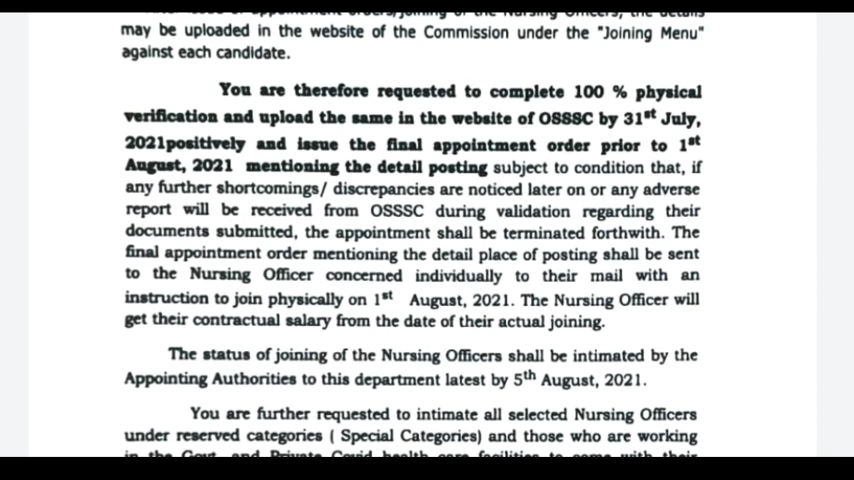 may be uploaded in the website of the Commission under the "Joining Menu"
against each candidate.
You are therefore requested to complete 100 % physical
verification and upload the same in the website of OSSSC by 31st July,
2021positively and issue the final appointment order prior to 1st
August, 2021 mentioning the detail posting subject to condition that, if
any further shortcomings/ discrepancies are noticed later on or any adverse
report will be received from OSSSC during validation regarding their
documents submitted, the appointment shall be terminated forthwith. The
final appointment order mentioning the detail place of posting shall be sent
to the Nursing Officer concerned individually to their mail with an
instruction to join physically on 1st August, 2021. The Nursing Officer will
get their contractual salary from the date of their actual joining.
The status of joining of the Nursing Officers shall be intimated by the
Appointing Authorities to this department latest by 5th August, 2021.
You are further requested to intimate all selected Nursing Officers
under reserved categories ( Special Categories) and those who are working